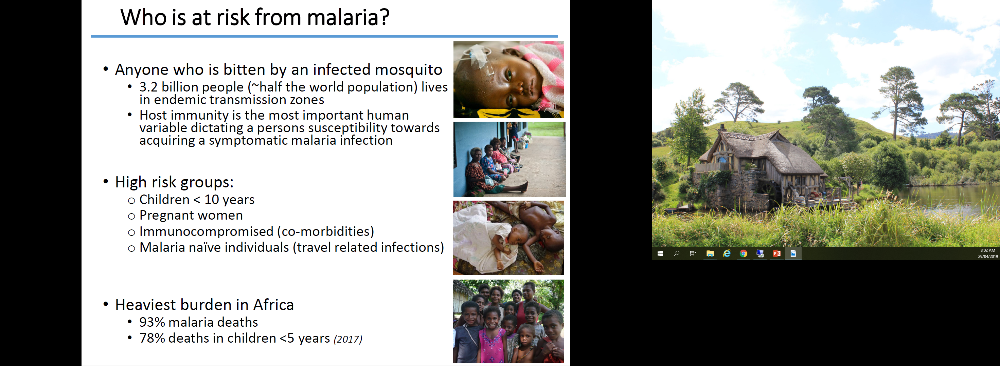 Who is at risk from malaria?
• Anyone who is bitten by an infected mosquito
• 3.2 billion people (~half the world population) lives
in endemic transmission zones
• Host immunity is the most important human
variable dictating a persons susceptibility towards
acquiring a symptomatic malaria infection
• High risk groups:
o Children < 10 years
o Pregnant women
o Immunocompromised (co-morbidities)
o Malaria naïve individuals (travel related infections)
• Heaviest burden in Africa
• 93% malaria deaths
• 78% deaths in children <5 years (2017)
8:02 AM
29/04/2019